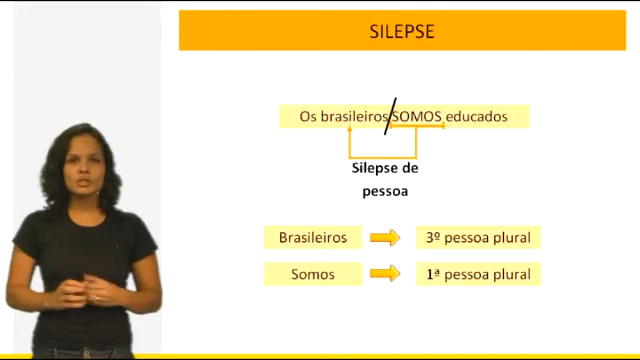 SILEPSE
Os brasileiros/SOMOS educados
Silepse de
pessoa
Brasileiros
3º pessoa plural
Somos
1ª pessoa plural